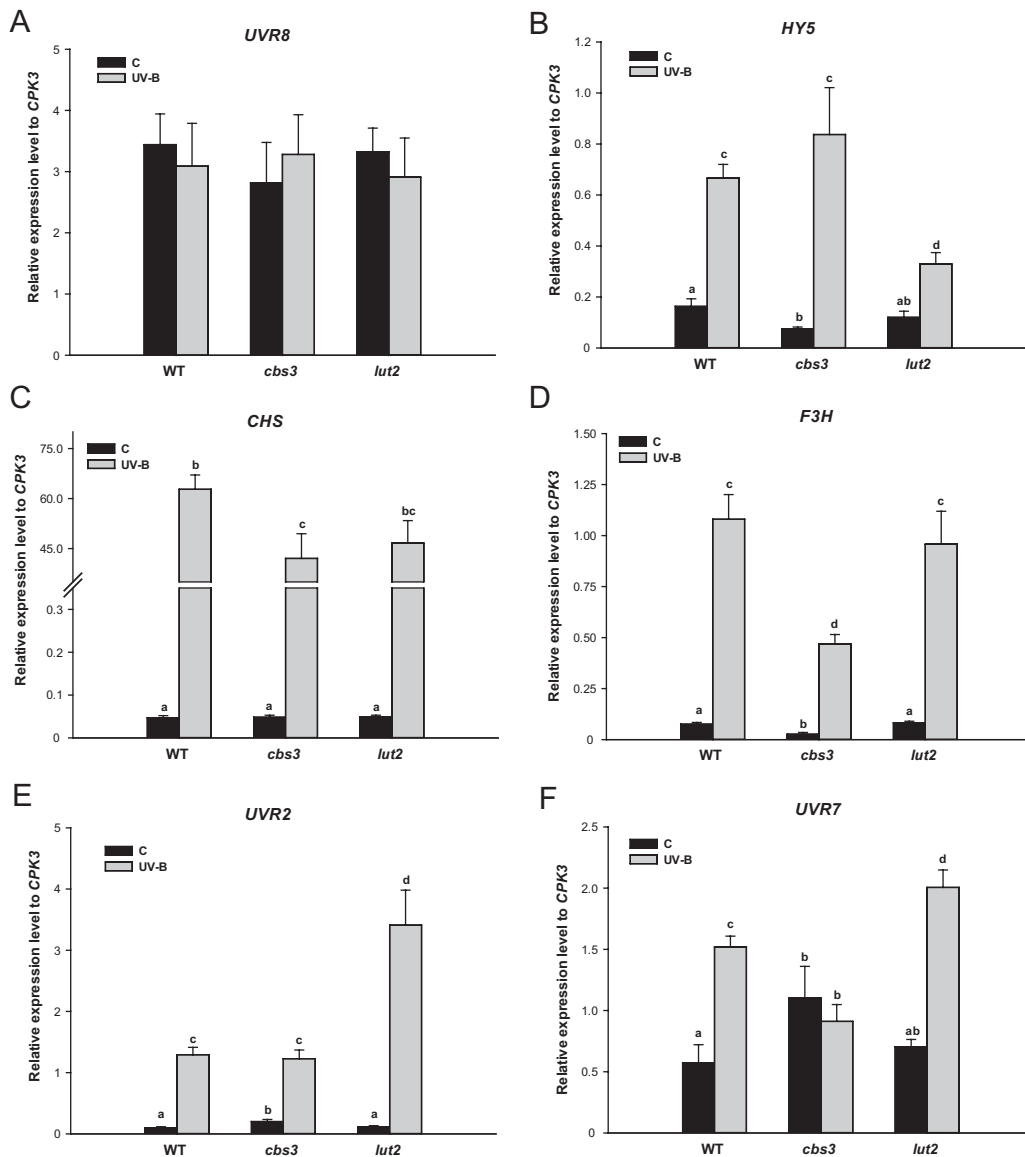 A
UVR8
Relative expression level to CPK3
5
4
3
2
1
0
C
UV-B
WT
cbs3
lut2
B
HY5
Relative expression level to CPK3
1.2
1.0
0.8
0.6
0.4
0.2
0
C
UV-B
a
c
b
c
ab
d
WT
cbs3
lut2
C
CHS
Relative expression level to CPK3
75.0
60.0
45.0
0.3
0.2
0.1
0
C
UV-B
a
b
a
c
a
bc
WT
cbs3
lut2
D
F3H
Relative expression level to CPK3
1.50
1.25
1.00
0.75
0.50
0.25
0
C
UV-B
a
c
b
d
a
c
WT
cbs3
lut2
E
UVR2
Relative expression level to CPK3
5
4
3
2
1
0
C
UV-B
a
c
b
c
a
d
WT
cbs3
lut2
F
UVR7
Relative expression level to CPK3
2.5
2.0
1.5
1.0
0.5
0
C
UV-B
a
c
b
b
ab
d
WT
cbs3
lut2